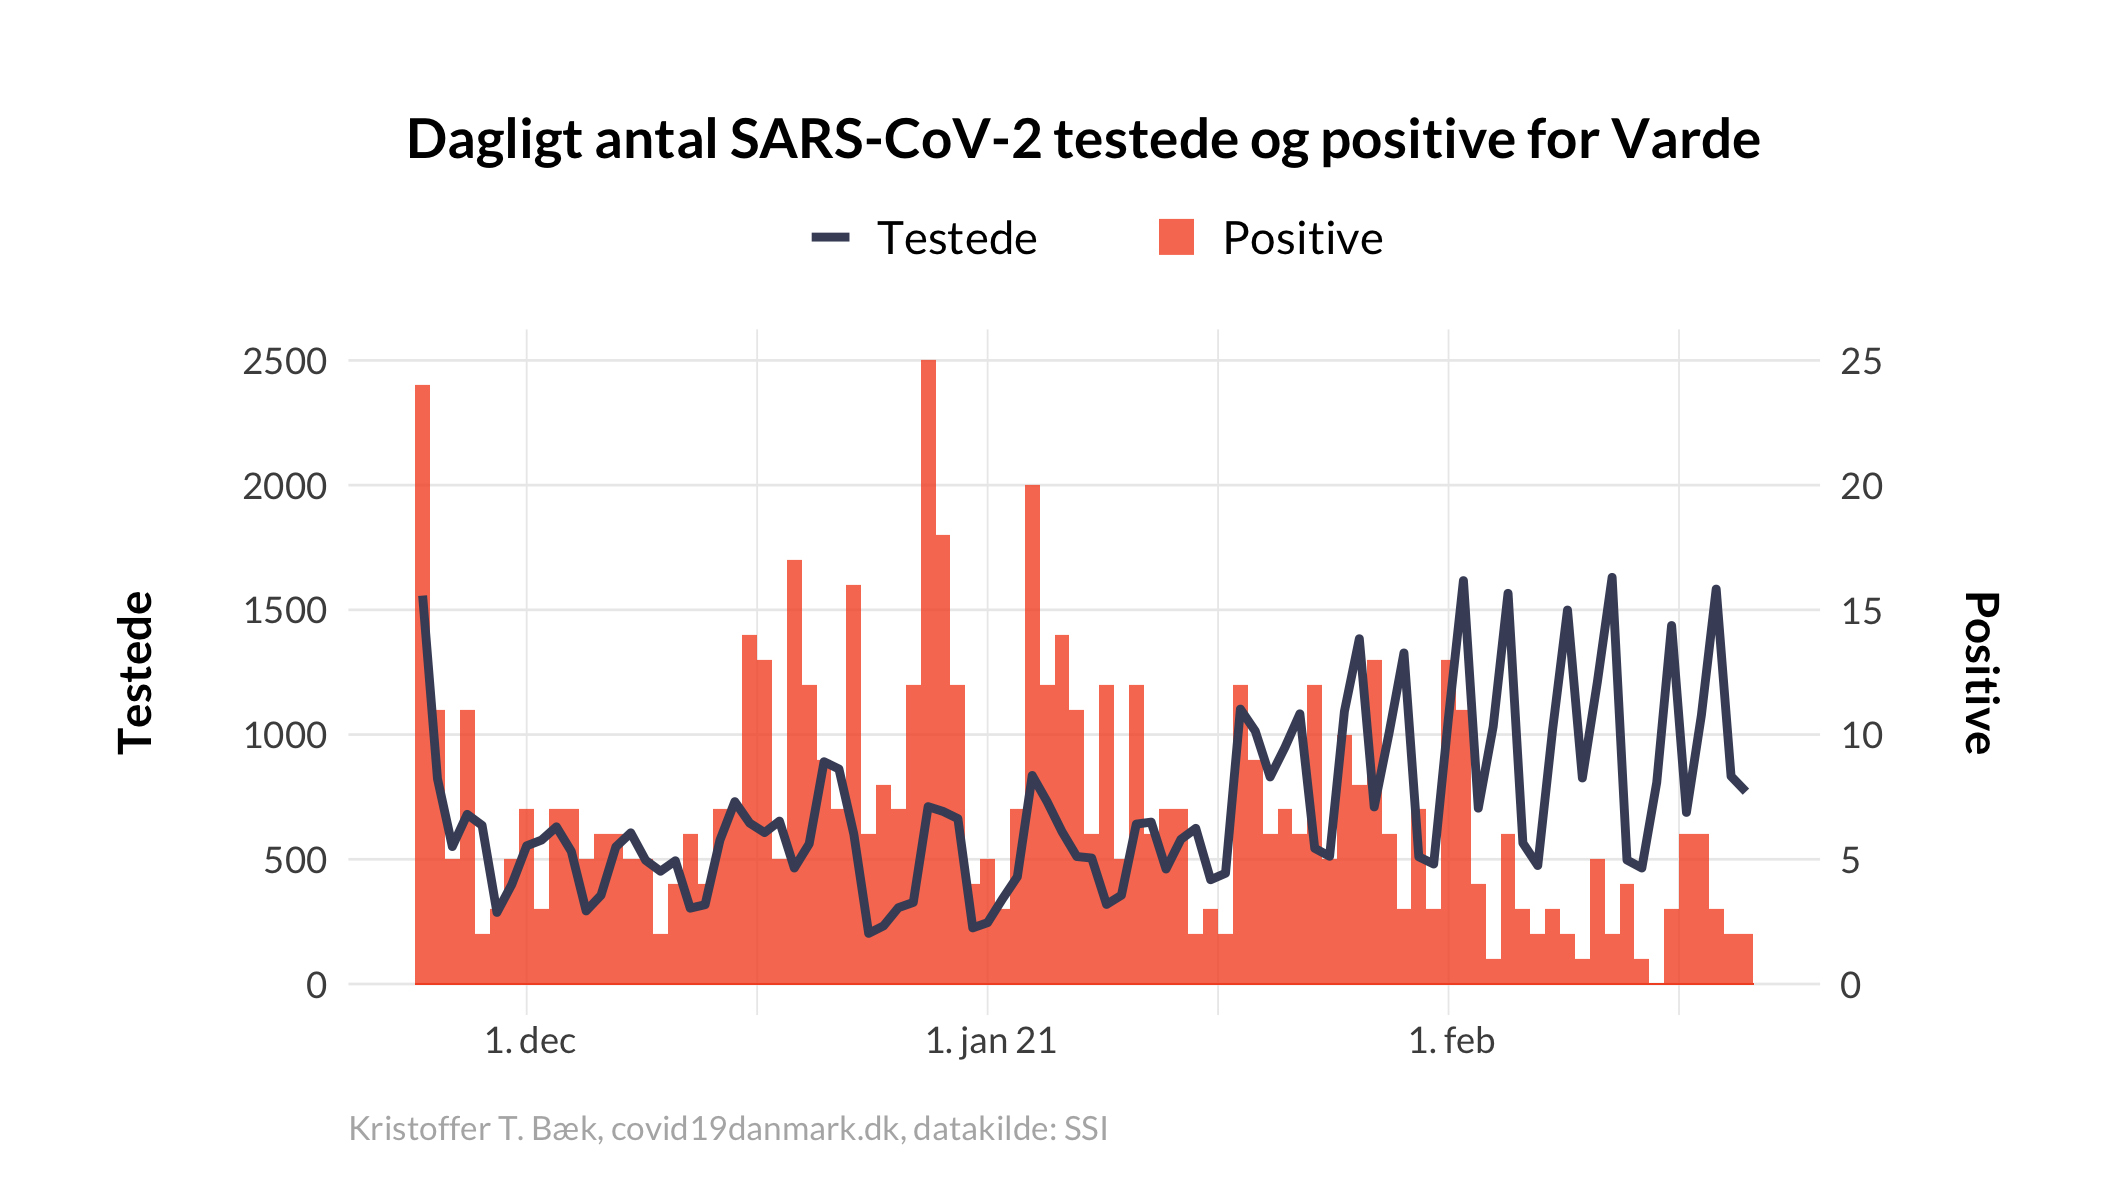 Dagligt antal SARS-CoV-2 testede og positive for Varde
Testede Positive
2500 25
2000 20
1500 15
1000 10
500 5
0 0
Testede
Positive
1. dec 1. jan 21 1. feb
Kristoffer T. Bæk, covid19danmark.dk, datakilde: SSI